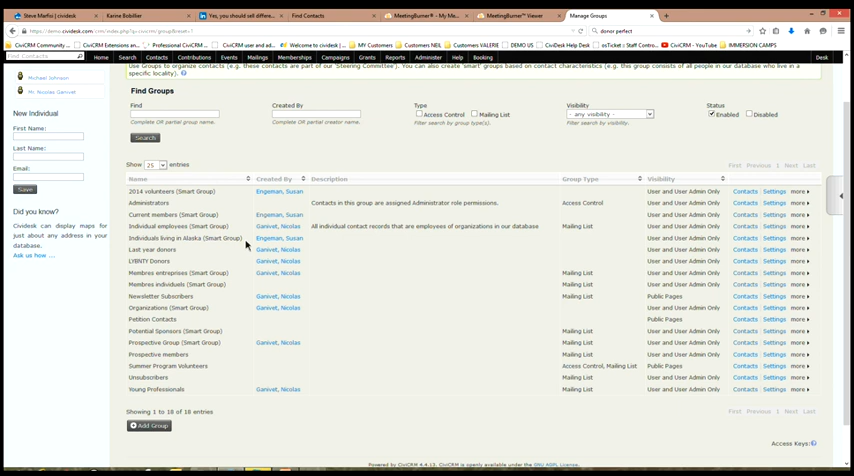 Steve Marfisi | cividesk
Karine Bobillier
Yes, you should sell differ...
Find Contacts
MeetingBurner® - My Me...
MeetingBurner™ Viewer
Manage Groups
https://demo.cividesk.com/index.php?q=civicrm/group&reset=1
donor perfect
CiviCRM CiviCRM Extensions an... Professional CiviCRM ... Welcome to cividesk | ... MY Customers Customers NEIL Customers VALERIE DEMO US CiviDesk Help Desk osTicket :: Staff Control ... CiviCRM - YouTube IMMERSION CAMPS
Find Contacts Home Search Contacts Contributions Events Mailings Memberships Campaigns Grants Reports Administer Help Booking Desk
Michael Johnson
Mr. Nicolas Ganivet
New Individual
First Name:
Last Name:
Email:
Save
Did you know?
Cividesk can display maps for
just about any address in your
database.
Ask us how ...
Use Groups to organize contacts (e.g. these contacts are part of our 'Steering Committee'). You can also create 'smart' groups based on contact characteristics (e.g. this group consists of all people in our database who live in a
specific locality).
Find Groups
Find Created By Type Visibility Status
Access Control Mailing List - any visibility - Enabled Disabled
Complete OR partial group name. Complete OR partial creator name. Filter search by group type(s). Filter search by visibility.
Search
Show 25 entries First Previous 1 Next Last
Name Created By Description Group Type Visibility
2014 volunteers (Smart Group) Engeman, Susan User and User Admin Only Contacts Settings more
Administrators Contacts in this group are assigned Administrator role permissions. Access Control User and User Admin Only Contacts Settings more
Current members (Smart Group) Engeman, Susan User and User Admin Only Contacts Settings more
Individual employees (Smart Group) Ganivet, Nicolas All individual contact records that are employees of organizations in our database User and User Admin Only Contacts Settings more
Individuals living in Alaska (Smart Group) Engeman, Susan User and User Admin Only Contacts Settings more
Last year donors Ganivet, Nicolas User and User Admin Only Contacts Settings more
LYBNTY Donors Ganivet, Nicolas User and User Admin Only Contacts Settings more
Membres entreprises (Smart Group) Ganivet, Nicolas Mailing List User and User Admin Only Contacts Settings more
Membres individuels (Smart Group) Mailing List User and User Admin Only Contacts Settings more
Newsletter Subscribers Mailing List Public Pages Contacts Settings more
Organizations (Smart Group) Ganivet, Nicolas User and User Admin Only Contacts Settings more
Petition Contacts Public Pages Contacts Settings more
Potential Sponsors (Smart Group) Mailing List User and User Admin Only Contacts Settings more
Prospective Group (Smart Group) Ganivet, Nicolas Mailing List User and User Admin Only Contacts Settings more
Prospective members Mailing List User and User Admin Only Contacts Settings more
Summer Program Volunteers Access Control, Mailing List Public Pages Contacts Settings more
Unsubscribers Mailing List User and User Admin Only Contacts Settings more
Young Professionals Ganivet, Nicolas Mailing List User and User Admin Only Contacts Settings more
Showing 1 to 18 of 18 entries First Previous 1 Next Last
Add Group
Access Keys:
Powered by CiviCRM 4.4.13. CiviCRM is openly available under the GNU AGPL License.